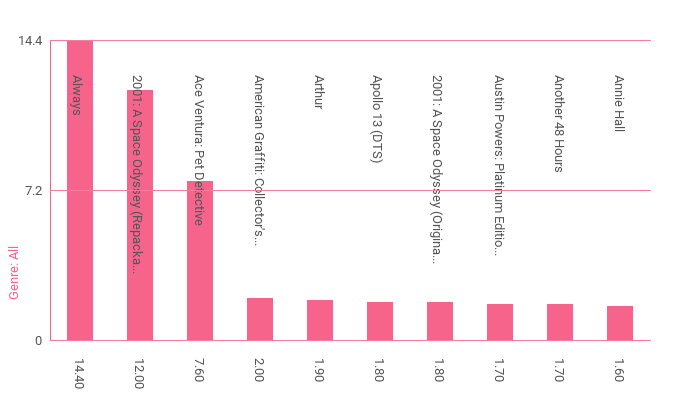 14.4
7.2
0
Genre: All
Always
2001: A Space Odyssey (Repacka...
Ace Ventura: Pet Detective
American Graffiti: Collector's...
Arthur
Apollo 13 (DTS)
2001: A Space Odyssey (Origina...
Austin Powers: Platinum Editio...
Another 48 Hours
Annie Hall
14.40
12.00
7.60
2.00
1.90
1.80
1.80
1.70
1.70
1.60